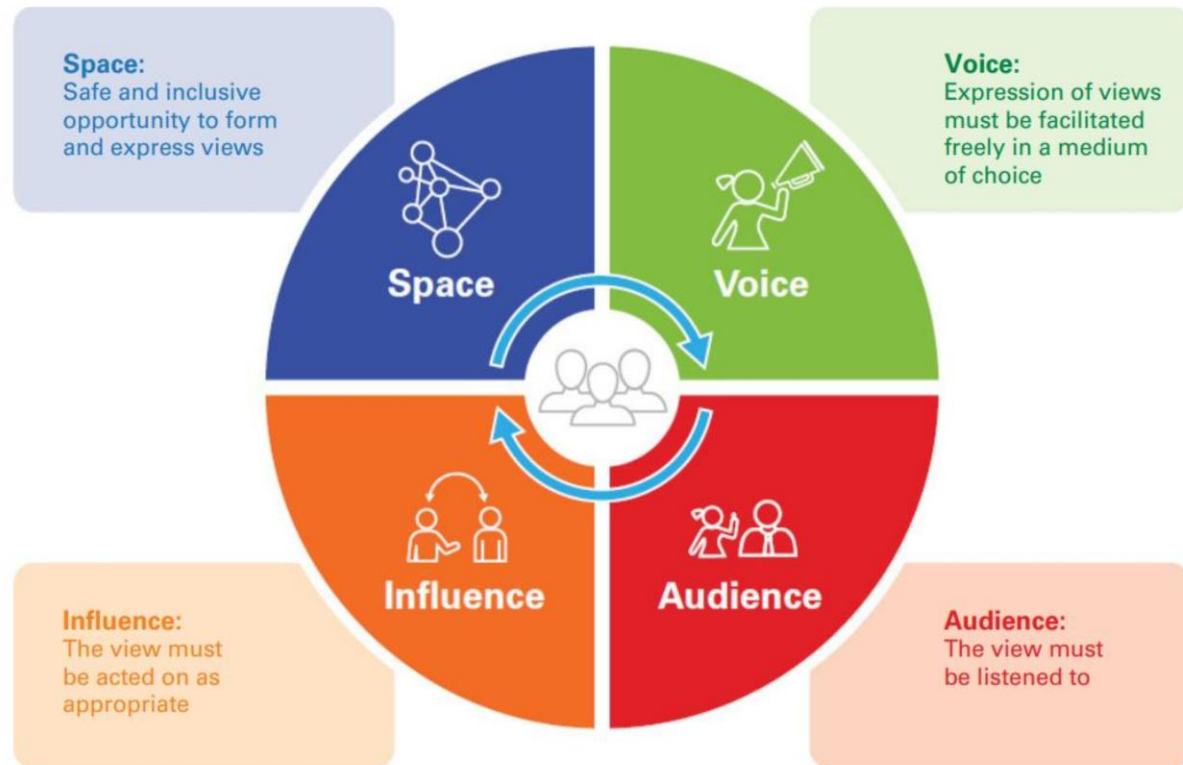 Space:
Safe and inclusive
opportunity to form
and express views
Voice:
Expression of views
must be facilitated
freely in a medium
of choice
Space
Voice
Influence
Audience
Influence:
The view must
be acted on as
appropriate
Audience:
The view must
be listened to